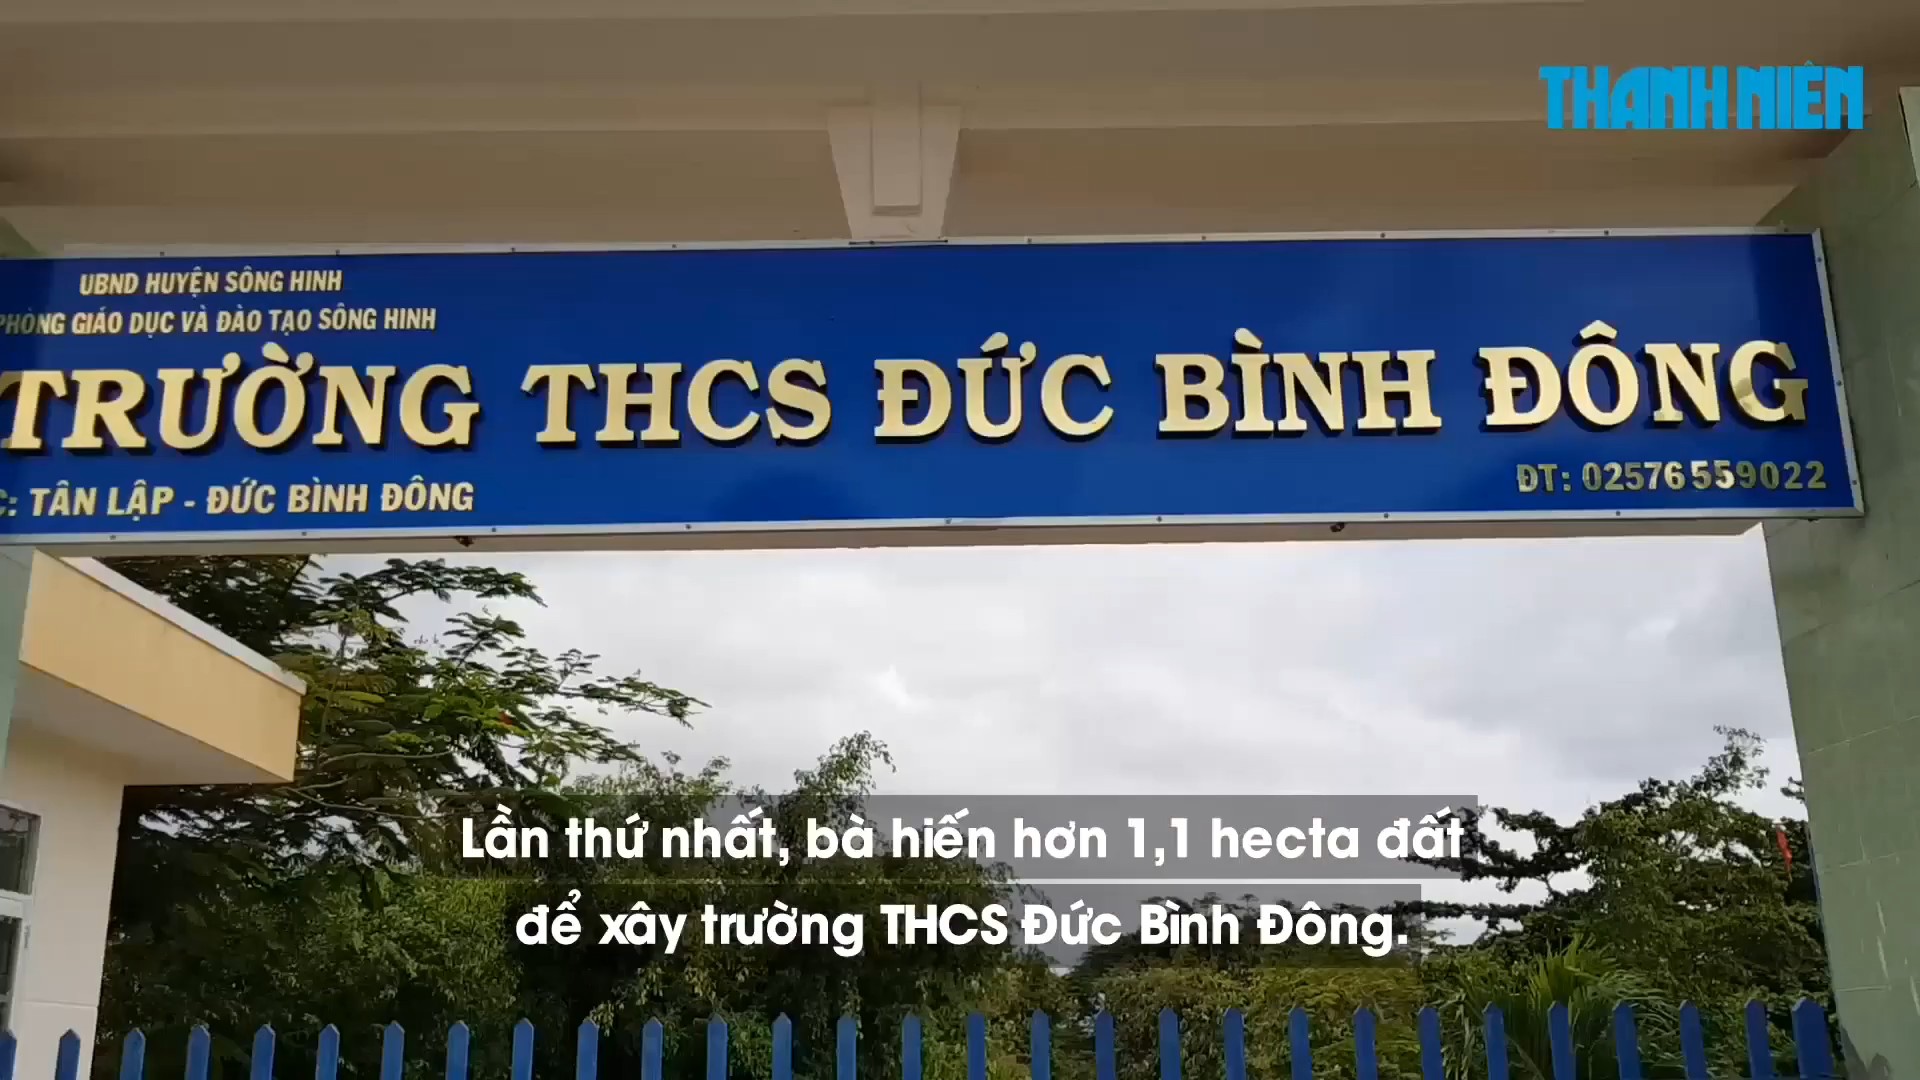 THANH NIÊN
UBND HUYỆN SÔNG HINH
PHÒNG GIÁO DỤC VÀ ĐÀO TẠO SÔNG HINH
TRƯỜNG THCS ĐỨC BÌNH ĐÔNG
C: TÂN LẬP - ĐỨC BÌNH ĐÔNG
ĐT: 02576559022
Lần thứ nhất, bà hiến hơn 1,1 hecta đất
để xây trường THCS Đức Bình Đông.